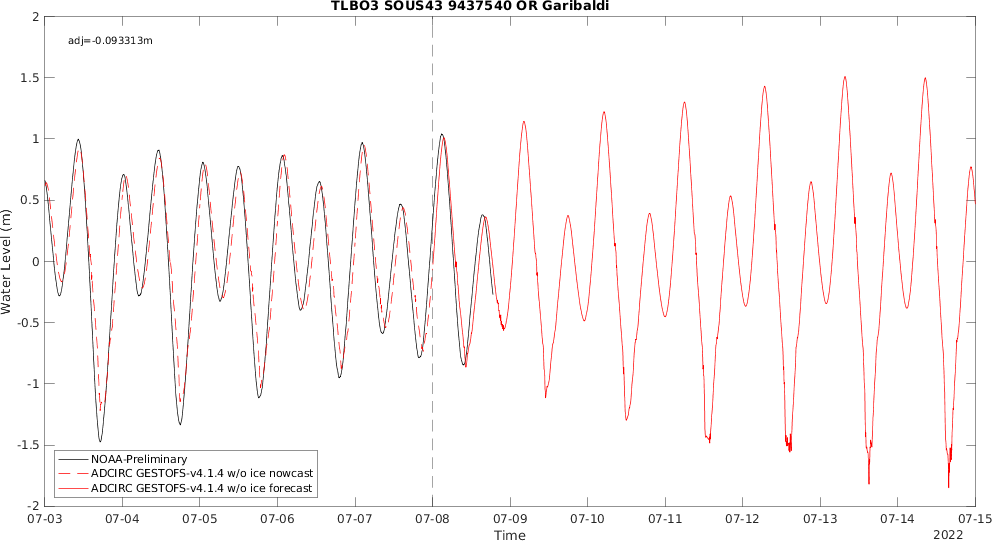 TLBO3 SOUS43 9437540 OR Garibaldi
adj=-0.093313m
2
1.5
1
0.5
0
-0.5
-1
-1.5
-2
Water Level (m)
NOAA-Preliminary
ADCIRC GESTOFS-v4.1.4 w/o ice nowcast
ADCIRC GESTOFS-v4.1.4 w/o ice forecast
07-03 07-04 07-05 07-06 07-07 07-08 07-09 07-10 07-11 07-12 07-13 07-14 07-15
Time
2022